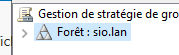 Gestion de stratégie de gro
Forêt : sio.lan